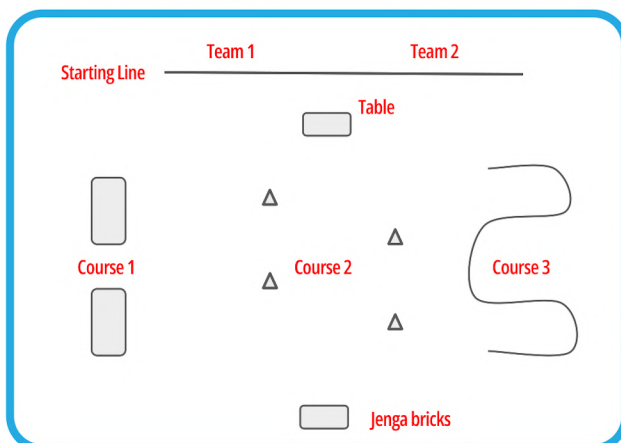 Team 1
Team 2
Starting Line
Table
Course 1
Course 2
Course 3
Jenga bricks